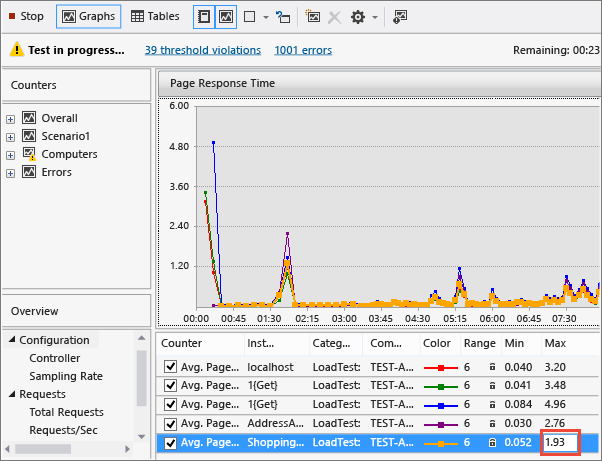 Stop Graphs Tables
Test in progress... 39 threshold violations 1001 errors Remaining: 00:23
Counters
Overall
Scenario1
Computers
Errors
Page Response Time
6.00
4.80
3.60
2.40
1.20
00:00 00:45 01:30 02:15 03:00 03:45 04:30 05:15 06:00 06:45 07:30
Overview
Configuration
Controller
Sampling Rate
Requests
Total Requests
Requests/Sec
Counter Inst... Categ... Com... Color Range Min Max
Avg. Page... localhost LoadTest: TEST-A... 6 0.040 3.20
Avg. Page... 1{Get} LoadTest: TEST-A... 6 0.041 3.48
Avg. Page... 1{Get} LoadTest: TEST-A... 6 0.084 4.96
Avg. Page... AddressA... LoadTest: TEST-A... 6 0.030 2.76
Avg. Page... Shopping... LoadTest: TEST-A... 6 0.052 1.93